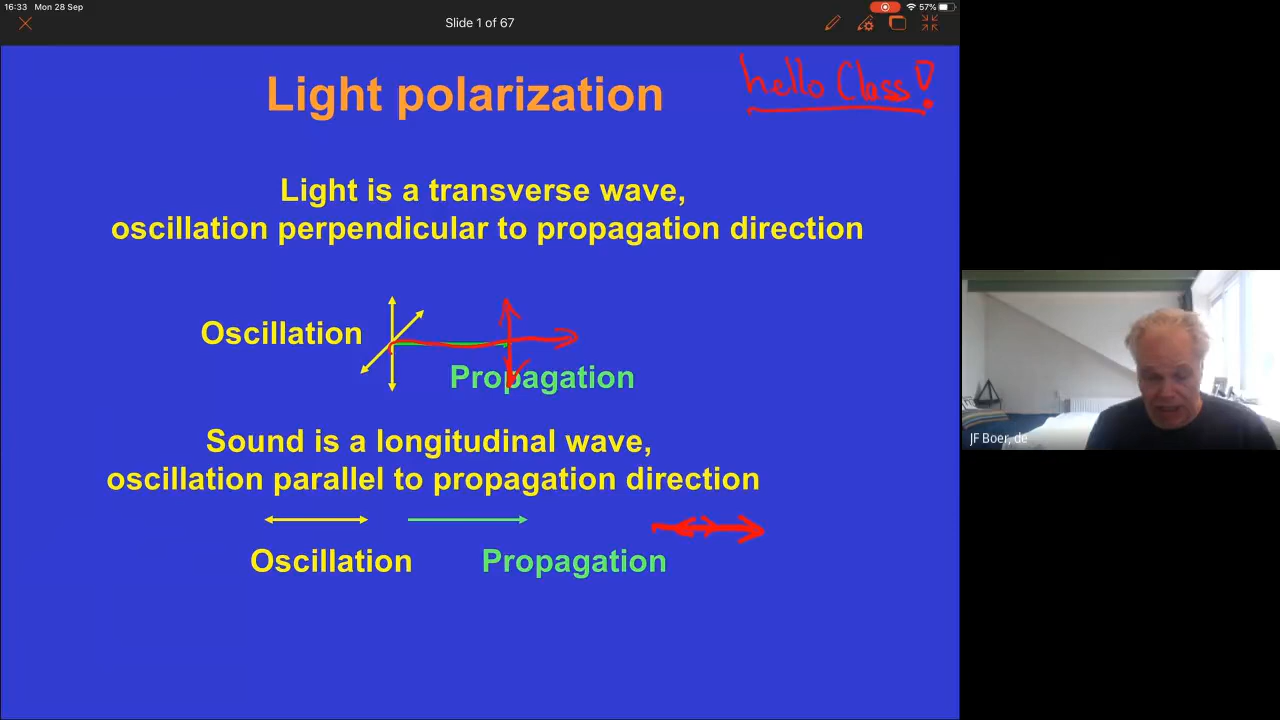 16:33 Mon 28 Sep
57%
Slide 1 of 67
hello Class!
Light polarization
Light is a transverse wave,
oscillation perpendicular to propagation direction
Oscillation
Propagation
Sound is a longitudinal wave,
oscillation parallel to propagation direction
Oscillation
Propagation
JF Boer, de